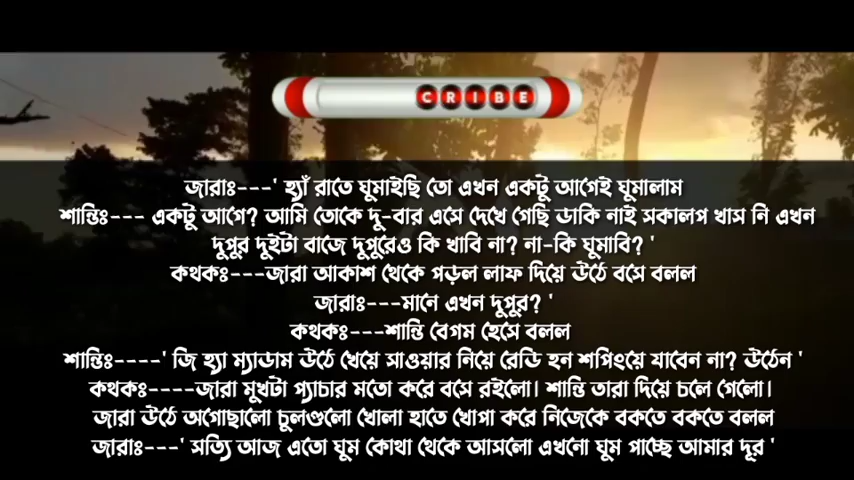 CRIBE
জারাঃ---' হ্যাঁ রাতে ঘুমাইছি তো এখন একটু আগেই ঘুমালাম
শান্তিঃ--- একটু আগে? আমি তোকে দু-বার এসে দেখে গেছি ডাকি নাই সকালপ খাস নি এখন
দুপুর দুইটা বাজে দুপুরেও কি খাবি না? না-কি ঘুমাবি? '
কথকঃ---জারা আকাশ থেকে পড়ল লাফ দিয়ে উঠে বসে বলল
জারাঃ---মানে এখন দুপুর? '
কথকঃ---শান্তি বেগম হেসে বলল
শান্তিঃ----' জি হ্যা ম্যাডাম উঠে খেয়ে সাওয়ার নিয়ে রেডি হন শপিংয়ে যাবেন না? উঠেন '
কথকঃ----জারা মুখটা প্যাচার মতো করে বসে রইলো। শান্তি তারা দিয়ে চলে গেলো।
জারা উঠে অগোছালো চুলগুলো খোলা হাতে খোপা করে নিজেকে বকতে বকতে বলল
জারাঃ---' সত্যি আজ এতো ঘুম কোথা থেকে আসলো এখনো ঘুম পাচ্ছে আমার দূর '